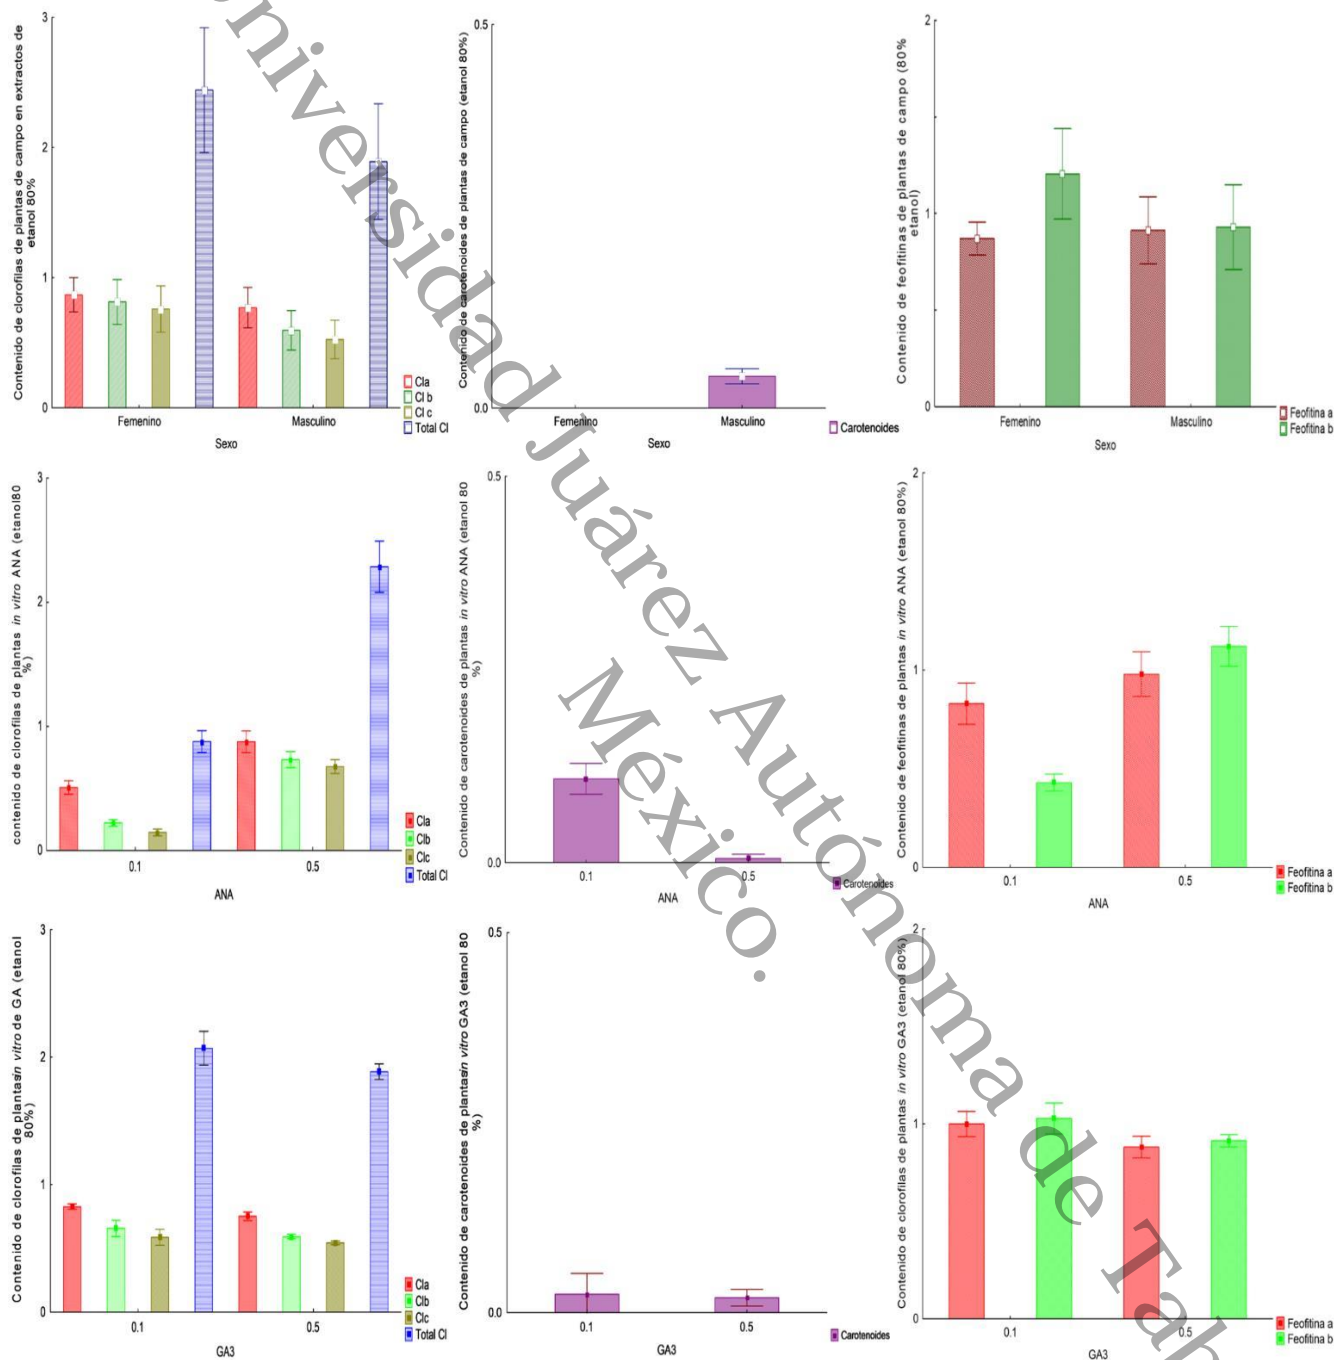 Contenido de clorofilas de plantas de campo en extractos de
etanol 80%
3
2
1
0
Femenino
Masculino
Sexo
Cla
Cl b
Cl c
Total Cl
Contenido de carotenoides de plantas de campo (etanol 80%)
0.5
0.0
Femenino
Masculino
Sexo
Carotenoides
Contenido de feofitinas de plantas de campo (80%
etanol)
2
1
0
Femenino
Masculino
Sexo
Feofitina a
Feofitina b
contenido de clorofilas de plantas in vitro ANA (etanol80
%)
3
2
1
0
0.1
0.5
ANA
Cla
Clb
Clc
Total Cl
Contenido de carotenoides de plantas in vitro ANA (etanol 80
%)
0.5
0.0
0.1
0.5
ANA
Carotenoides
Contenido de feofitinas de plantas in vitro ANA (etanol 80%)
2
1
0
0.1
0.5
ANA
Feofitina a
Feofitina b
Contenido de clorofilas de plantasin vitro de GA (etanol
80%)
3
2
1
0
0.1
0.5
GA3
Cla
Clb
Clc
Total Cl
Contenido de carotenoides de plantasin vitro GA3 (etanol 80
%)
0.5
0.0
0.1
0.5
GA3
Carotenoides
Contenido de clorofilas de plantas in vitro GA3 (etanol 80%)
2
1
0
0.1
0.5
GA3
Feofitina a
Feofitina b
niversidad Juárez Autónoma de Tab
México.